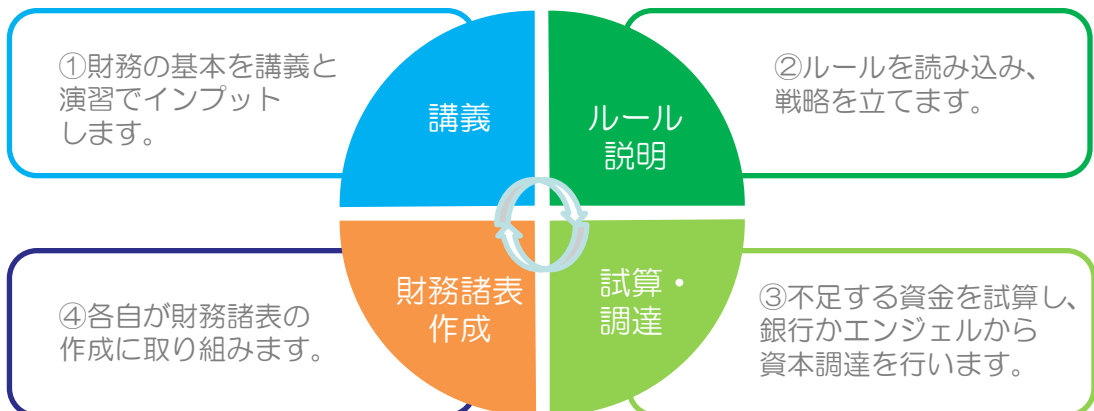 ①財務の基本を講義と
演習でインプット
します。
講義
ルール
説明
②ルールを読み込み、
戦略を立てます。
④各自が財務諸表の
作成に取り組みます。
財務諸表
作成
試算・
調達
③不足する資金を試算し、
銀行かエンジェルから
資本調達を行います。